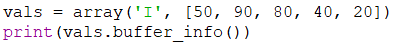 vals = array('I', [50, 90, 80, 40, 20])
print(vals.buffer_info())